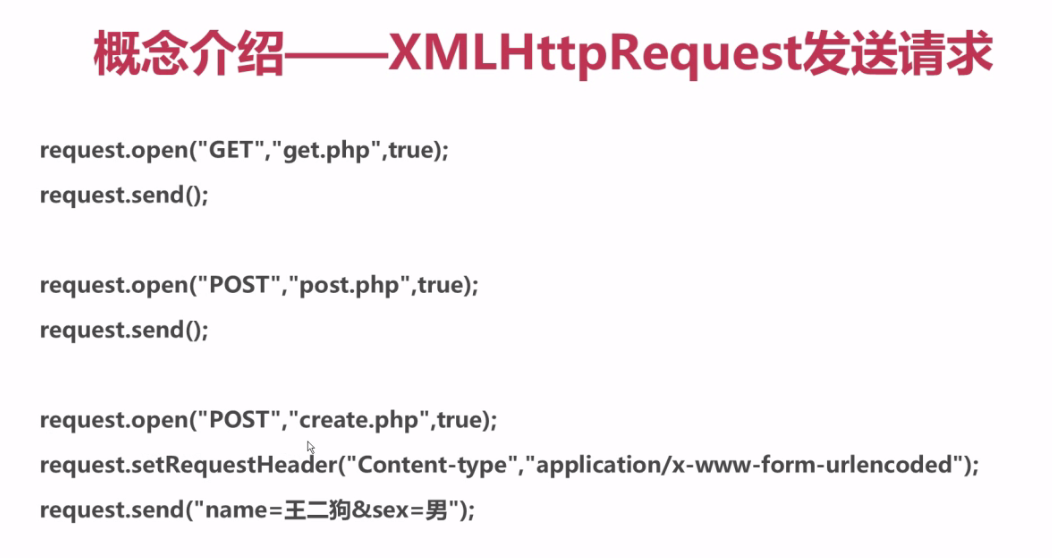 概念介绍——XMLHttpRequest发送请求
request.open("GET","get.php",true);
request.send();
request.open("POST","post.php",true);
request.send();
request.open("POST","create.php",true);
request.setRequestHeader("Content-type","application/x-www-form-urlencoded");
request.send("name=王二狗&sex=男");